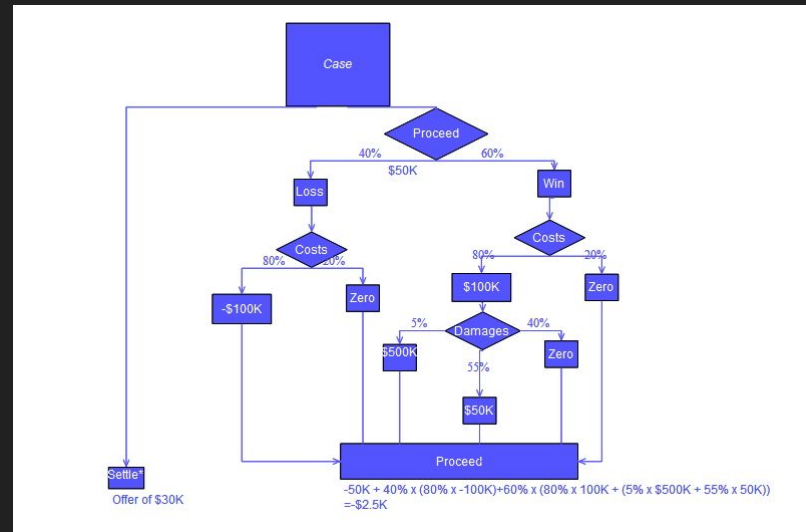 Case
Proceed
40% 60%
$50K
Loss
Win
Costs
Costs
80% 20%
80% 20%
-$100K
Zero
$100K
Zero
5% Damages 40%
$500K
Zero
55%
$50K
Proceed
Settle*
Offer of $30K
-50K + 40% x (80% x -100K)+60% x (80% x 100K + (5% x $500K + 55% x 50K))
=-$2.5K